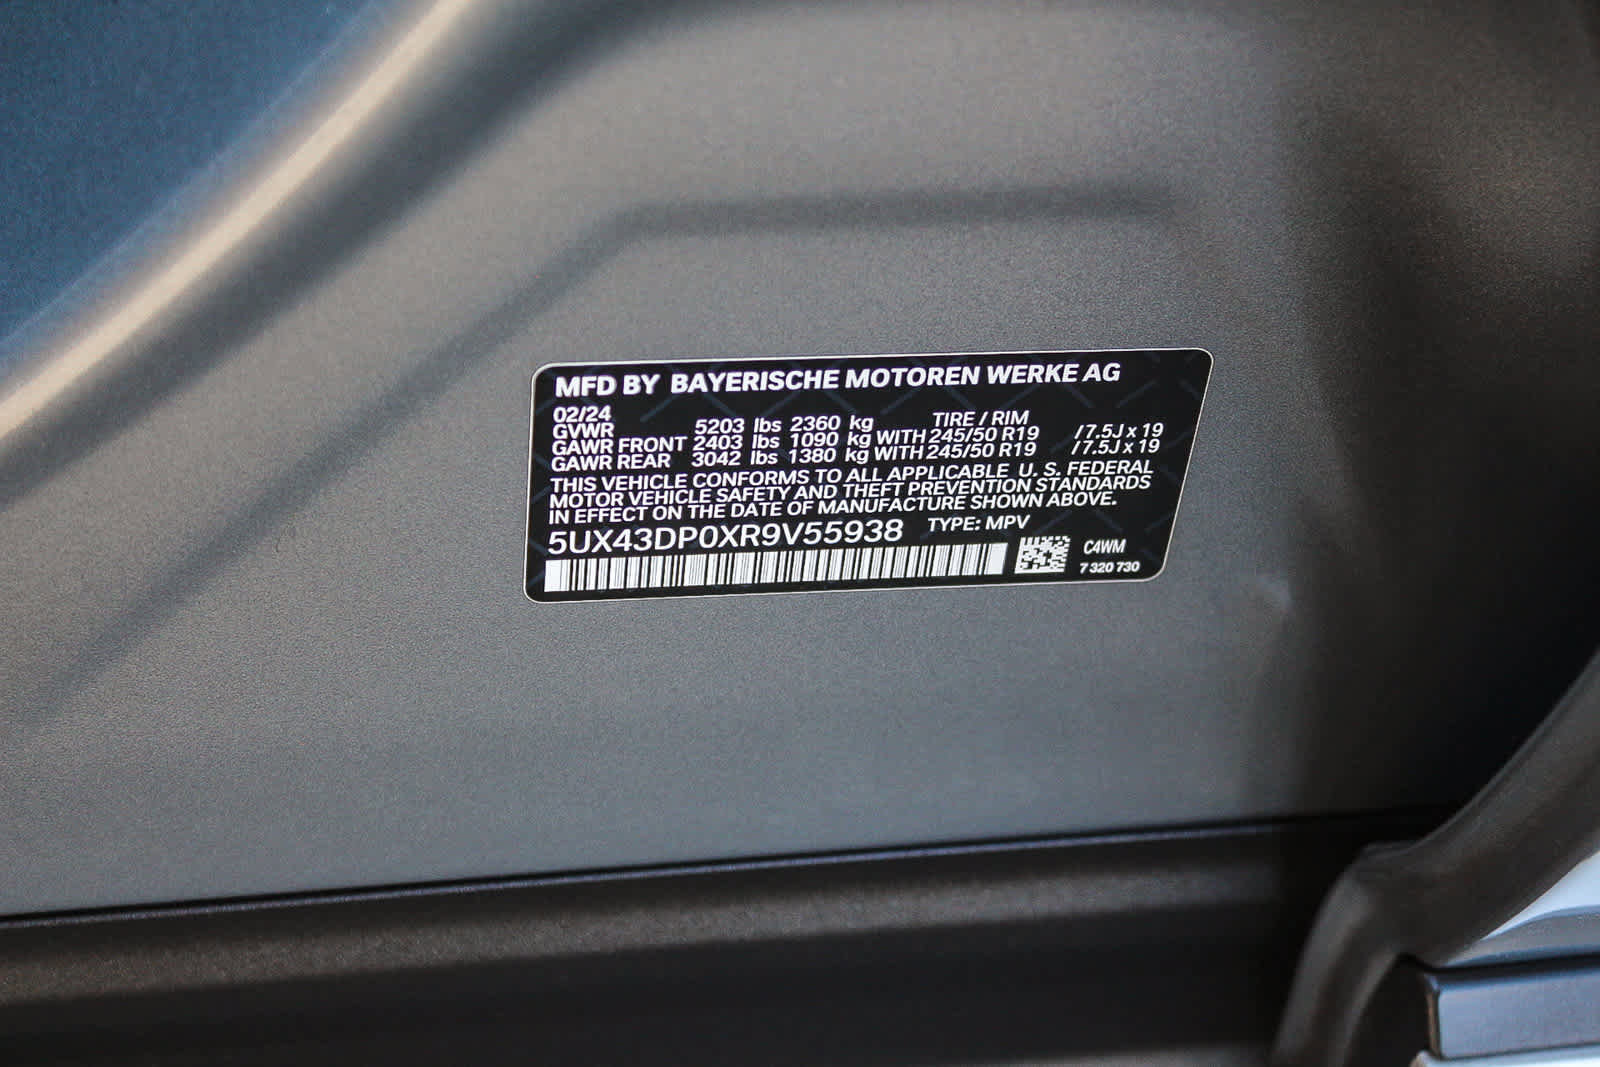 MFD BY BAYERISCHE MOTOREN WERKE AG
02/24 TIRE / RIM
GVWR 5203 lbs 2360 kg
GAWR FRONT 2403 lbs 1090 kg WITH 245/50 R19 /7.5J x 19
GAWR REAR 3042 lbs 1380 kg WITH 245/50 R19 /7.5J x 19
THIS VEHICLE CONFORMS TO ALL APPLICABLE U. S. FEDERAL
MOTOR VEHICLE SAFETY AND THEFT PREVENTION STANDARDS
IN EFFECT ON THE DATE OF MANUFACTURE SHOWN ABOVE.
5UX43DP0XR9V55938 TYPE: MPV
C4WM
7 320 730